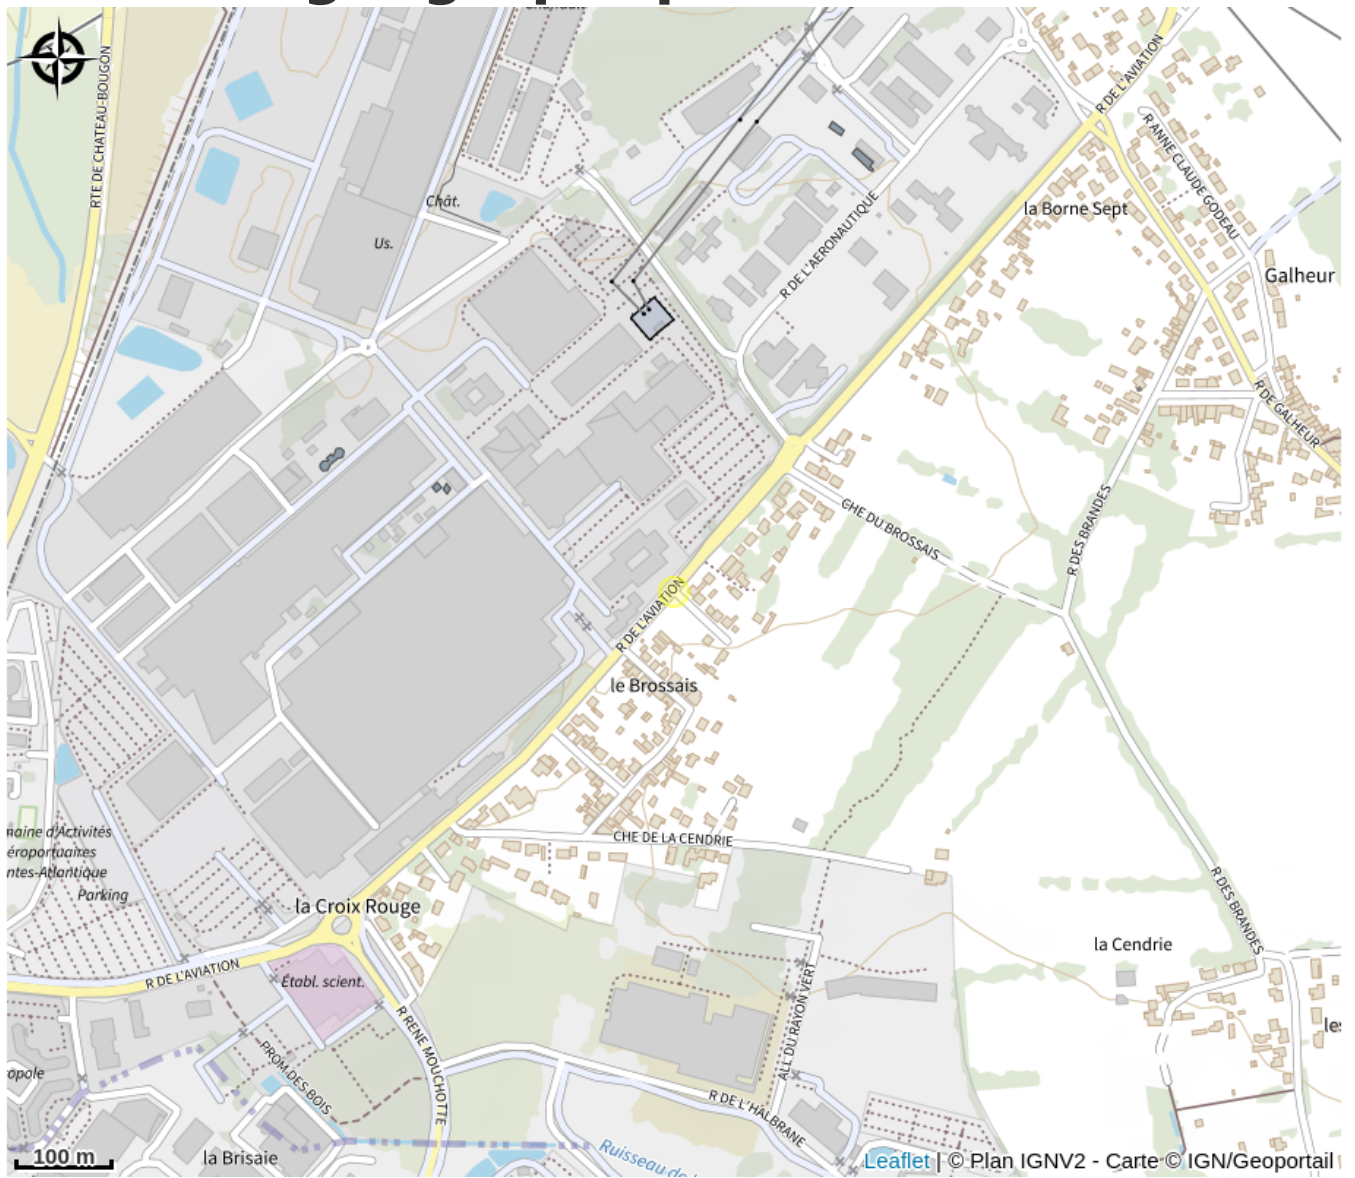 RTE DE CHATEAU-BOUGON
R DE L'AVIATION
R ANNE CLAUDE GODEAU
Chât.
la Borne Sept
Us.
R DE L'AERONAUTIQUE
Galheur
R DE GALHEUR
CHE DU BROSSAIS
R DES BRANDES
R DE L'AVIATION
le Brossais
CHE DE LA CENDRIE
maine d'Activités
éroportuaires
ntes-Atlantique
Parking
la Croix Rouge
R DES BRANDES
la Cendrie
R DE L'AVIATION
Établ. scient.
ALL DU RAYON VERT
R RENE MOUCHOTTE
les
opole
PROM DES BOIS
R DE L'HALBRANE
100 m
la Brisaie
Ruisseau de
Leaflet | © Plan IGNV2 - Carte © IGN/Geoportail